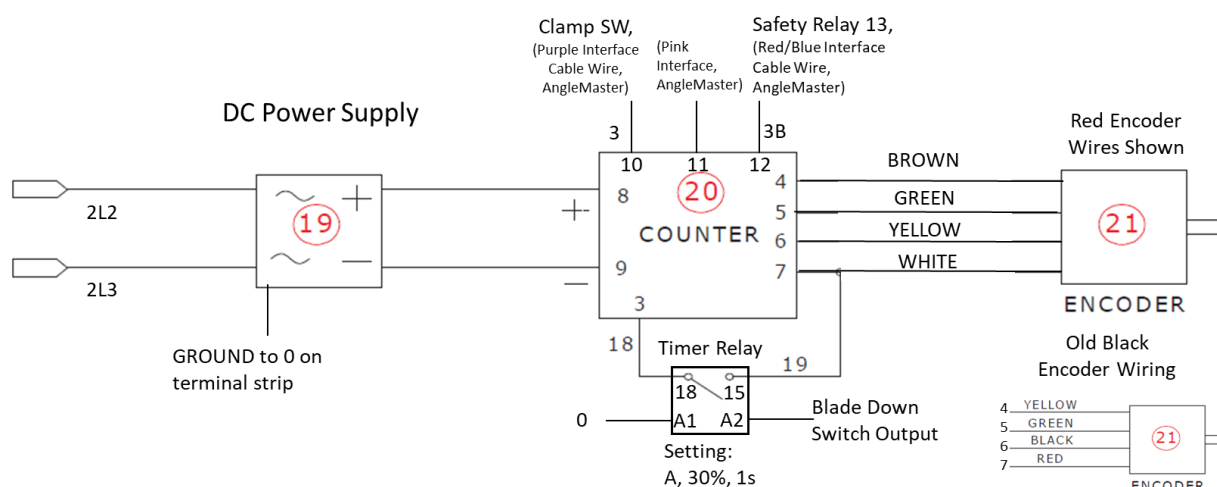 Clamp SW,
(Purple Interface
Cable Wire,
AngleMaster)
(Pink
Interface,
AngleMaster)
Safety Relay 13,
(Red/Blue Interface
Cable Wire,
AngleMaster)
DC Power Supply
3
3B
10
11
12
Red Encoder
Wires Shown
2L2
2L3
19
+
−
GROUND to 0 on
terminal strip
+
−
8
9
20
COUNTER
3
4
5
6
7
BROWN
GREEN
YELLOW
WHITE
21
ENCODER
18
Timer Relay
19
18
15
A1
A2
0
Blade Down
Switch Output
Setting:
A, 30%, 1s
Old Black
Encoder Wiring
4 YELLOW
5 GREEN
6 BLACK
7 RED
21
ENCODER